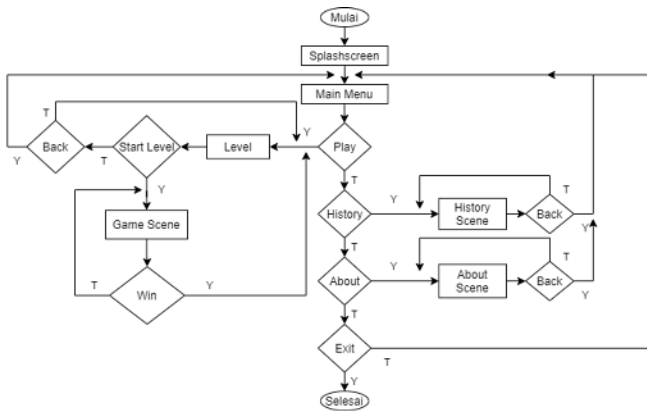 Mulai
Splashscreen
Main Menu
T
Y
Back
Y
T
Start Level
Level
Play
T
Y
Y
T
Game Scene
History
History
Scene
Back
T
Y
T
Y
T
Win
Y
About
About
Scene
Back
Y
T
Exit
T
Y
Selesai